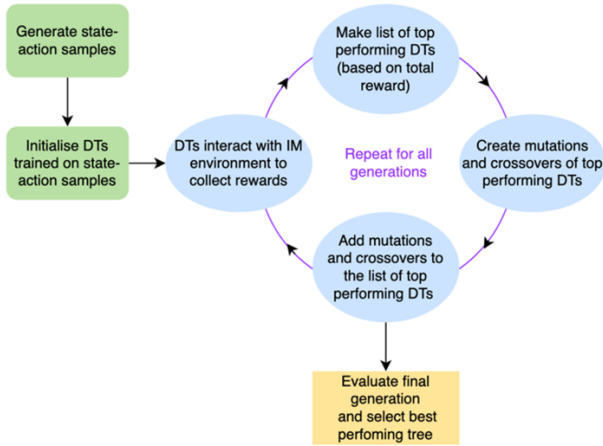 Generate state-
action samples
Initialise DTs
trained on state-
action samples
DTs interact with IM
environment to
collect rewards
Make list of top
performing DTs
(based on total
reward)
Create mutations
and crossovers of top
performing DTs
Add mutations
and crossovers to
the list of top
performing DTs
Repeat for all
generations
Evaluate final
generation
and select best
perfoming tree